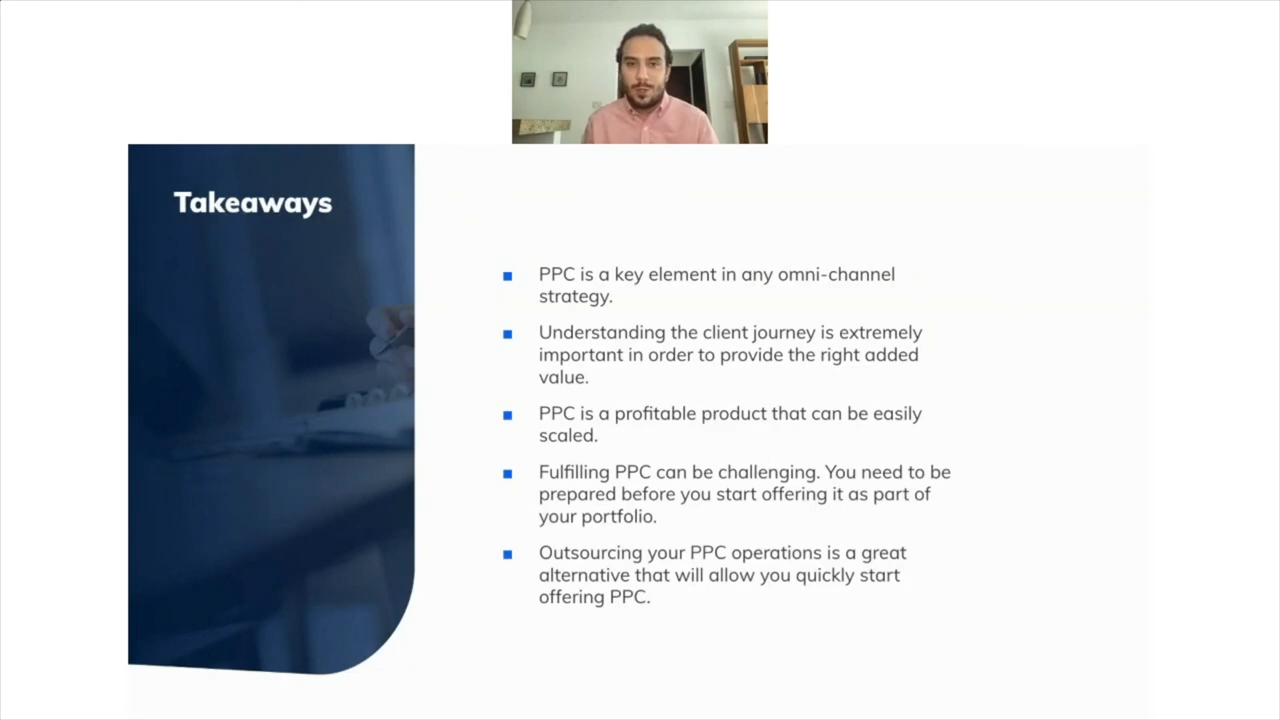 Takeaways
PPC is a key element in any omni-channel
strategy.
Understanding the client journey is extremely
important in order to provide the right added
value.
PPC is a profitable product that can be easily
scaled.
Fulfilling PPC can be challenging. You need to be
prepared before you start offering it as part of
your portfolio.
Outsourcing your PPC operations is a great
alternative that will allow you quickly start
offering PPC.